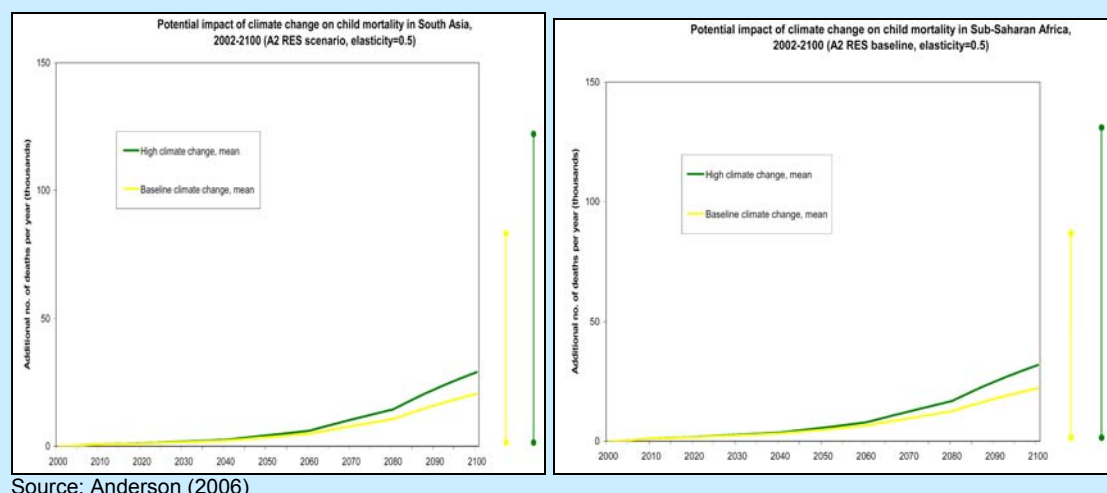 Potential impact of climate change on child mortality in South Asia,
2002-2100 (A2 RES scenario, elasticity=0.5)
150
100
50
0
Additional no. of deaths per year (thousands)
High climate change, mean
Baseline climate change, mean
2000 2010 2020 2030 2040 2050 2060 2070 2080 2090 2100
Potential impact of climate change on child mortality in Sub-Saharan Africa,
2002-2100 (A2 RES baseline, elasticity=0.5)
150
100
50
0
Additional no. of deaths per year (thousands)
High climate change, mean
Baseline climate change, mean
2000 2010 2020 2030 2040 2050 2060 2070 2080 2090 2100
Source: Anderson (2006)